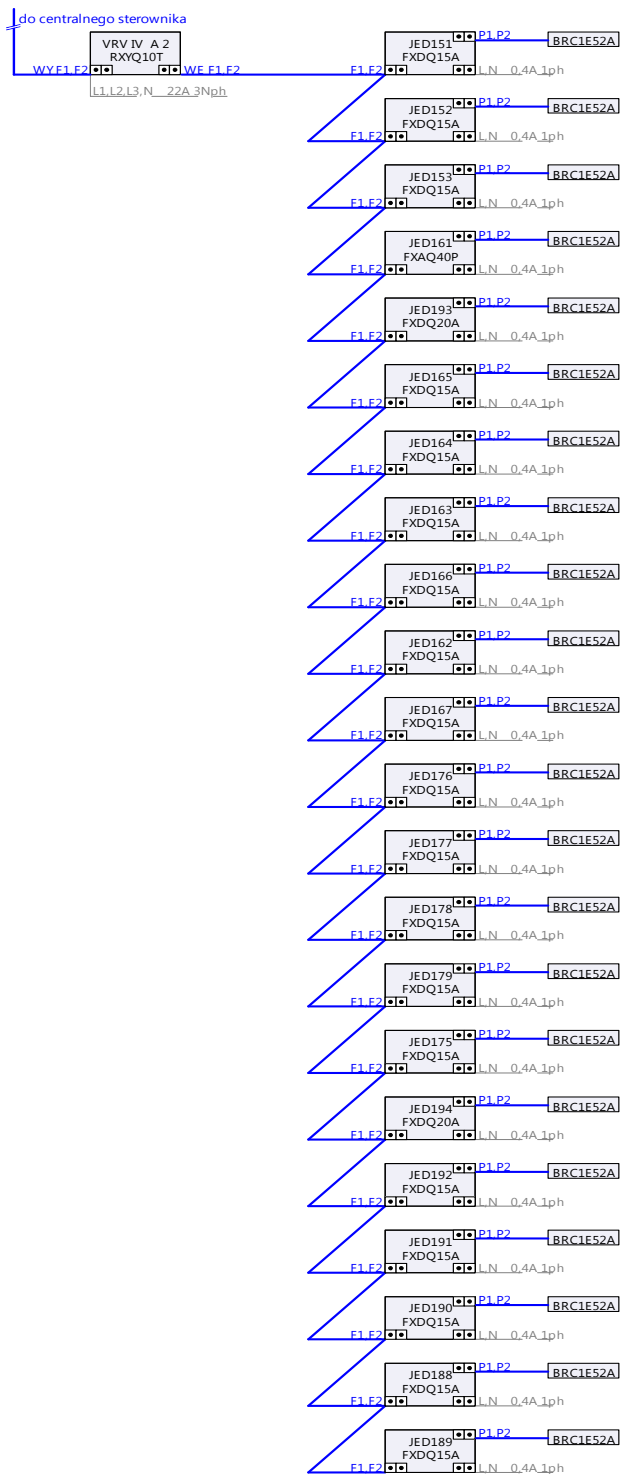 do centralnego sterownika
VRV IV A 2
RXYQ10T
WY F1,F2
WE F1,F2
L1,L2,L3,N 22A 3Nph
JED151
FXDQ15A
F1,F2
P1,P2
BRC1E52A
L,N 0,4A 1ph
JED152
FXDQ15A
F1,F2
P1,P2
BRC1E52A
L,N 0,4A 1ph
JED153
FXDQ15A
F1,F2
P1,P2
BRC1E52A
L,N 0,4A 1ph
JED161
FXAQ40P
F1,F2
P1,P2
BRC1E52A
L,N 0,4A 1ph
JED193
FXDQ20A
F1,F2
P1,P2
BRC1E52A
L,N 0,4A 1ph
JED165
FXDQ15A
F1,F2
P1,P2
BRC1E52A
L,N 0,4A 1ph
JED164
FXDQ15A
F1,F2
P1,P2
BRC1E52A
L,N 0,4A 1ph
JED163
FXDQ15A
F1,F2
P1,P2
BRC1E52A
L,N 0,4A 1ph
JED166
FXDQ15A
F1,F2
P1,P2
BRC1E52A
L,N 0,4A 1ph
JED162
FXDQ15A
F1,F2
P1,P2
BRC1E52A
L,N 0,4A 1ph
JED167
FXDQ15A
F1,F2
P1,P2
BRC1E52A
L,N 0,4A 1ph
JED176
FXDQ15A
F1,F2
P1,P2
BRC1E52A
L,N 0,4A 1ph
JED177
FXDQ15A
F1,F2
P1,P2
BRC1E52A
L,N 0,4A 1ph
JED178
FXDQ15A
F1,F2
P1,P2
BRC1E52A
L,N 0,4A 1ph
JED179
FXDQ15A
F1,F2
P1,P2
BRC1E52A
L,N 0,4A 1ph
JED175
FXDQ15A
F1,F2
P1,P2
BRC1E52A
L,N 0,4A 1ph
JED194
FXDQ20A
F1,F2
P1,P2
BRC1E52A
L,N 0,4A 1ph
JED192
FXDQ15A
F1,F2
P1,P2
BRC1E52A
L,N 0,4A 1ph
JED191
FXDQ15A
F1,F2
P1,P2
BRC1E52A
L,N 0,4A 1ph
JED190
FXDQ15A
F1,F2
P1,P2
BRC1E52A
L,N 0,4A 1ph
JED188
FXDQ15A
F1,F2
P1,P2
BRC1E52A
L,N 0,4A 1ph
JED189
FXDQ15A
F1,F2
P1,P2
BRC1E52A
L,N 0,4A 1ph